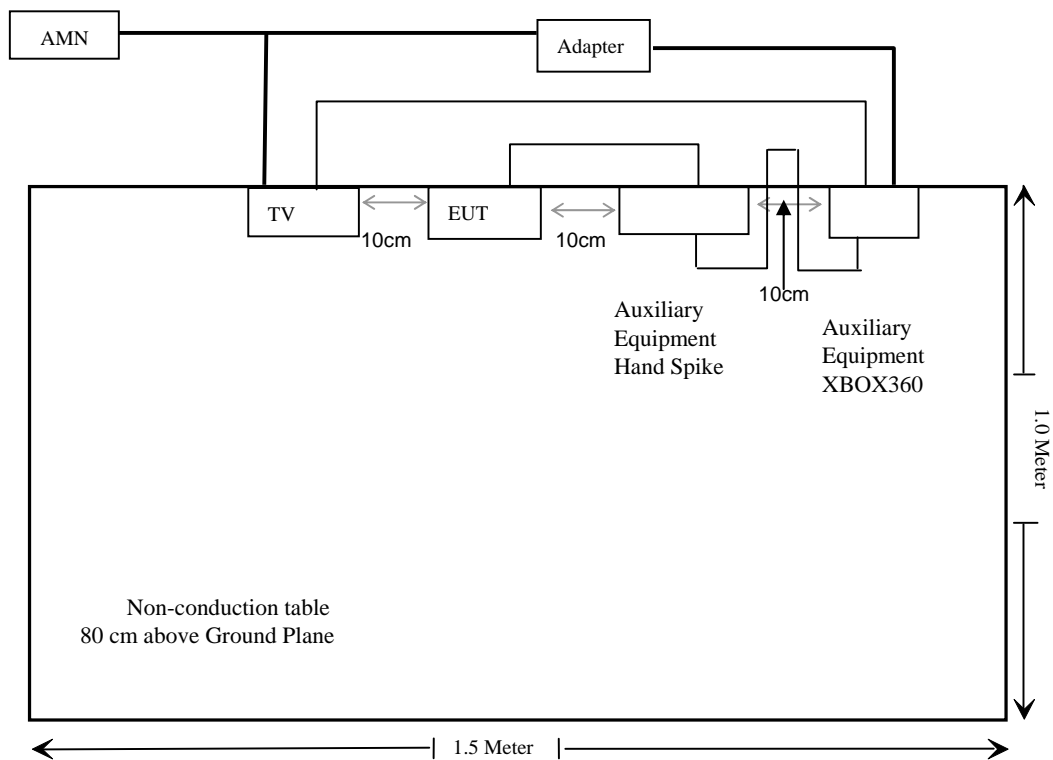 AMN
Adapter
TV
EUT
10cm
10cm
10cm
Auxiliary
Equipment
Hand Spike
Auxiliary
Equipment
XBOX360
1.0 Meter
Non-conduction table
80 cm above Ground Plane
1.5 Meter